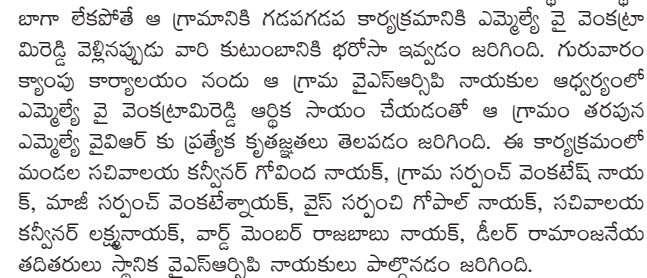 బాగా లేకపోతే ఆ గ్రామానికి గడపగడప కార్యక్రమానికి ఎమ్మెల్యే వై వెంకట్రా
మిరెడ్డి వెళ్లినప్పుడు వారి కుటుంబానికి భరోసా ఇవ్వడం జరిగింది. గురువారం
క్యాంపు కార్యాలయం నందు ఆ గ్రామ వైఎస్ఆర్సిపి నాయకుల ఆధ్వర్యంలో
ఎమ్మెల్యే వై వెంకట్రామిరెడ్డి ఆర్థిక సాయం చేయడంతో ఆ గ్రామం తరపున
ఎమ్మెల్యే వైవిఆర్ కు ప్రత్యేక కృతజ్ఞతలు తెలపడం జరిగింది. ఈ కార్యక్రమంలో
మండల సచివాలయ కన్వీనర్ గోవింద నాయక్, గ్రామ సర్పంచ్ వెంకటేష్ నాయ
క్, మాజీ సర్పంచ్ వెంకటేశ్నాయక్, వైస్ సర్పంచి గోపాల్ నాయక్, సచివాలయ
కన్వీనర్ లక్ష్మనాయక్, వార్డ్ మెంబర్ రాజబాబు నాయక్, డీలర్ రామాంజనేయ
తదితరులు స్థానిక వైఎస్ఆర్సిపి నాయకులు పాల్గొనడం జరిగింది.